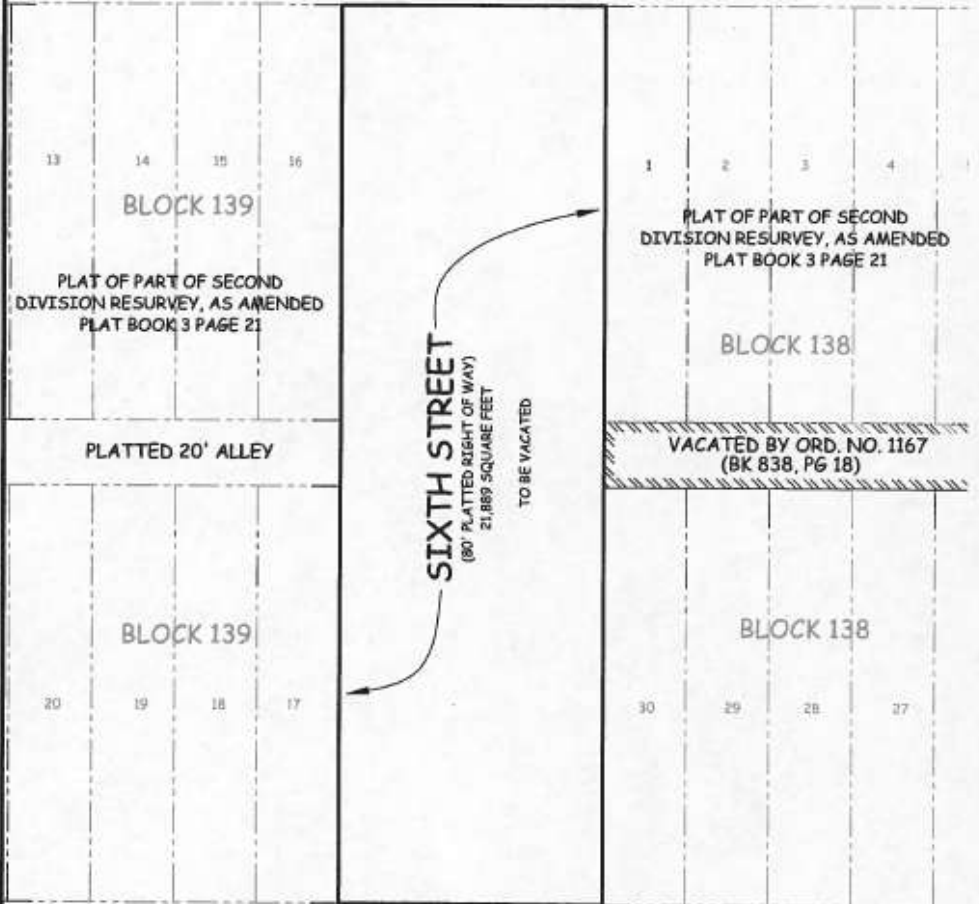 13 14 15 16
BLOCK 139
PLAT OF PART OF SECOND
DIVISION RESURVEY, AS AMENDED
PLAT BOOK 3 PAGE 21
PLATTED 20' ALLEY
BLOCK 139
20 19 18 17
SIXTH STREET
(80' PLATTED RIGHT OF WAY)
21,889 SQUARE FEET
TO BE VACATED
1 2 3 4
PLAT OF PART OF SECOND
DIVISION RESURVEY, AS AMENDED
PLAT BOOK 3 PAGE 21
BLOCK 138
VACATED BY ORD. NO. 1167
(BK 838, PG 18)
BLOCK 138
30 29 28 27